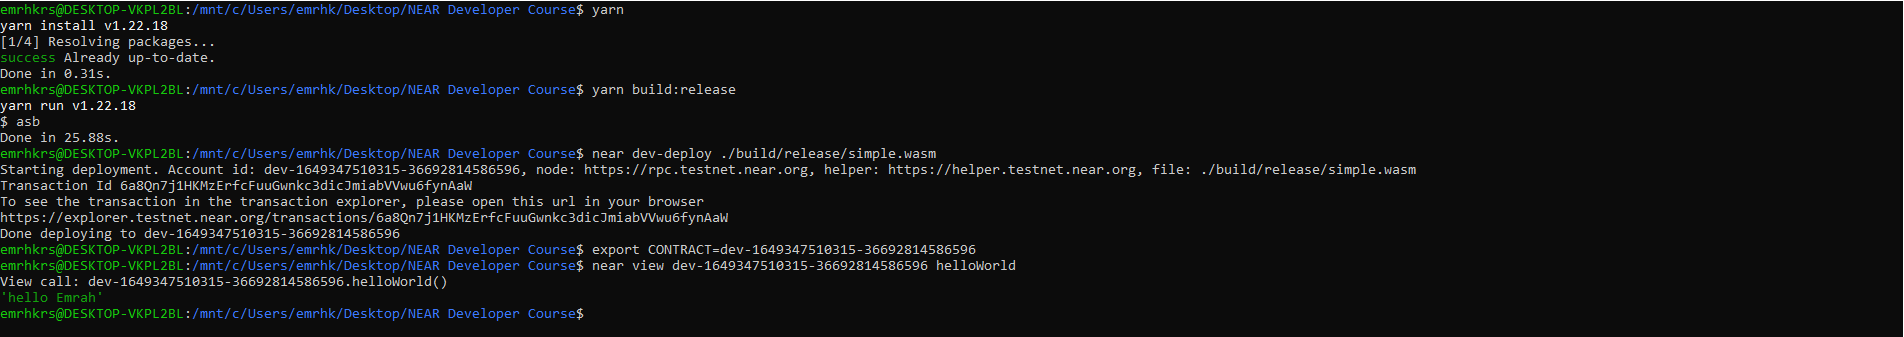 emrhkrs@DESKTOP-VKPL2BL:/mnt/c/Users/emrhk/Desktop/NEAR Developer Course$ yarn
yarn install v1.22.18
[1/4] Resolving packages...
success Already up-to-date.
Done in 0.31s.
emrhkrs@DESKTOP-VKPL2BL:/mnt/c/Users/emrhk/Desktop/NEAR Developer Course$ yarn build:release
yarn run v1.22.18
$ asb
Done in 25.88s.
emrhkrs@DESKTOP-VKPL2BL:/mnt/c/Users/emrhk/Desktop/NEAR Developer Course$ near dev-deploy ./build/release/simple.wasm
Starting deployment. Account id: dev-1649347510315-36692814586596, node: https://rpc.testnet.near.org, helper: https://helper.testnet.near.org, file: ./build/release/simple.wasm
Transaction Id 6a8Qn7j1HKMzErfcFuuGwnkc3dicJmiabVVwu6fynAaW
To see the transaction in the transaction explorer, please open this url in your browser
https://explorer.testnet.near.org/transactions/6a8Qn7j1HKMzErfcFuuGwnkc3dicJmiabVVwu6fynAaW
Done deploying to dev-1649347510315-36692814586596
emrhkrs@DESKTOP-VKPL2BL:/mnt/c/Users/emrhk/Desktop/NEAR Developer Course$ export CONTRACT=dev-1649347510315-36692814586596
emrhkrs@DESKTOP-VKPL2BL:/mnt/c/Users/emrhk/Desktop/NEAR Developer Course$ near view dev-1649347510315-36692814586596 helloWorld
View call: dev-1649347510315-36692814586596.helloWorld()
'hello Emrah'
emrhkrs@DESKTOP-VKPL2BL:/mnt/c/Users/emrhk/Desktop/NEAR Developer Course$